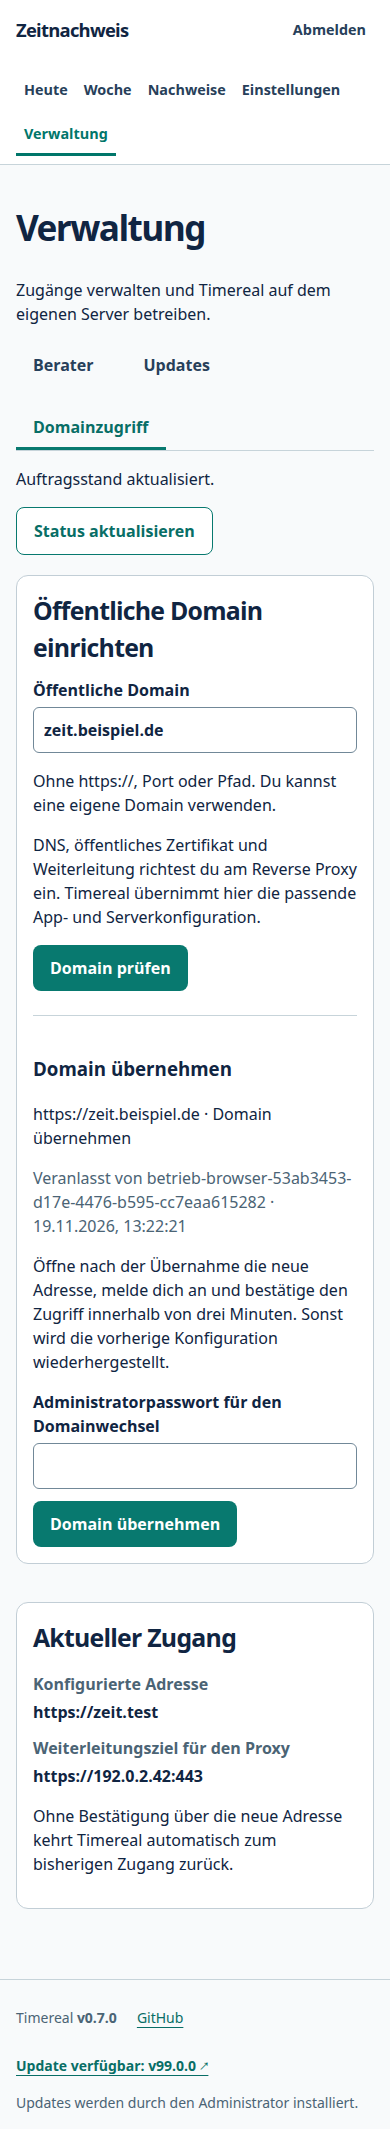 Zeitnachweis
Abmelden
Heute Woche Nachweise Einstellungen
Verwaltung
Verwaltung
Zugänge verwalten und Timereal auf dem
eigenen Server betreiben.
Berater Updates
Domainzugriff
Auftragsstand aktualisiert.
Status aktualisieren
Öffentliche Domain
einrichten
Öffentliche Domain
zeit.beispiel.de
Ohne https://, Port oder Pfad. Du kannst
eine eigene Domain verwenden.
DNS, öffentliches Zertifikat und
Weiterleitung richtest du am Reverse Proxy
ein. Timereal übernimmt hier die passende
App- und Serverkonfiguration.
Domain prüfen
Domain übernehmen
https://zeit.beispiel.de · Domain
übernehmen
Veranlasst von betrieb-browser-53ab3453-
d17e-4476-b595-cc7eaa615282 ·
19.11.2026, 13:22:21
Öffne nach der Übernahme die neue
Adresse, melde dich an und bestätige den
Zugriff innerhalb von drei Minuten. Sonst
wird die vorherige Konfiguration
wiederhergestellt.
Administratorpasswort für den
Domainwechsel
Domain übernehmen
Aktueller Zugang
Konfigurierte Adresse
https://zeit.test
Weiterleitungsziel für den Proxy
https://192.0.2.42:443
Ohne Bestätigung über die neue Adresse
kehrt Timereal automatisch zum
bisherigen Zugang zurück.
Timereal v0.7.0 GitHub
Update verfügbar: v99.0.0 ↗
Updates werden durch den Administrator installiert.